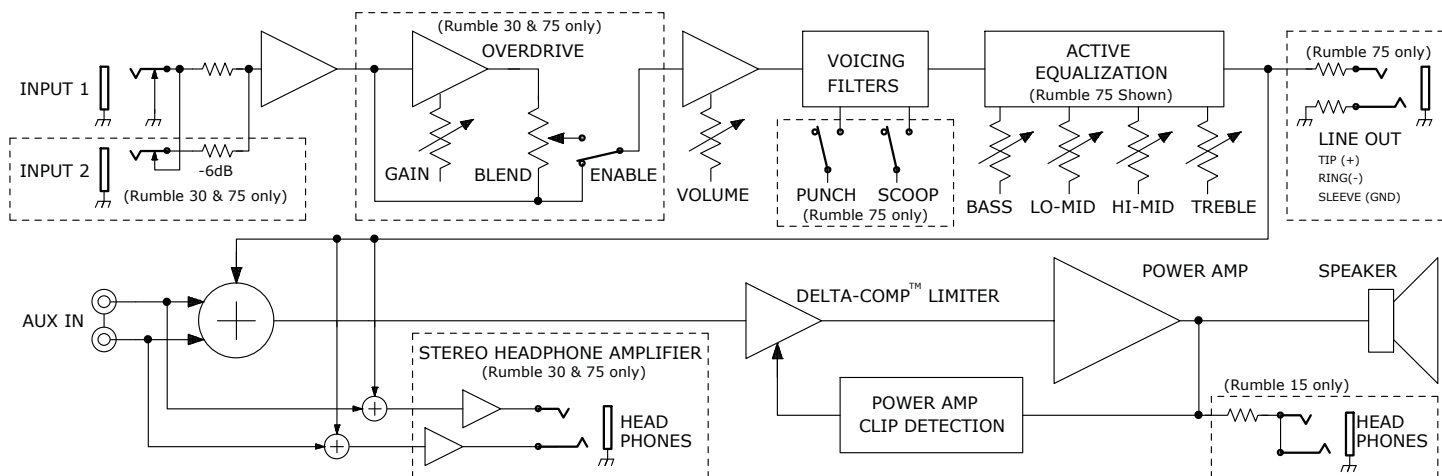 (Rumble 30 & 75 only)
OVERDRIVE
INPUT 1
INPUT 2
-6dB
(Rumble 30 & 75 only)
GAIN
BLEND
ENABLE
VOLUME
VOICING
FILTERS
PUNCH
SCOOP
(Rumble 75 only)
ACTIVE
EQUALIZATION
(Rumble 75 Shown)
BASS
LO-MID
HI-MID
TREBLE
(Rumble 75 only)
LINE OUT
TIP (+)
RING(-)
SLEEVE (GND)
AUX IN
STEREO HEADPHONE AMPLIFIER
(Rumble 30 & 75 only)
HEAD
PHONES
DELTA-COMP™ LIMITER
POWER AMP
SPEAKER
POWER AMP
CLIP DETECTION
(Rumble 15 only)
HEAD
PHONES